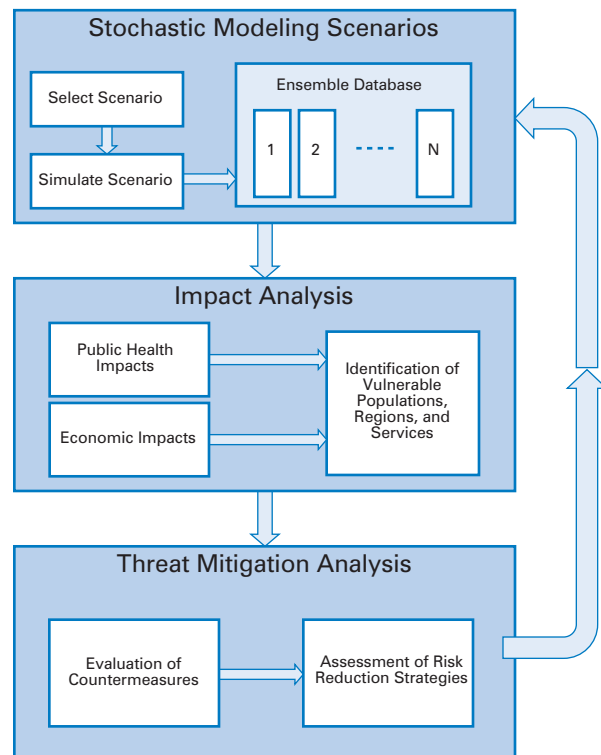 Stochastic Modeling Scenarios
Select Scenario
Simulate Scenario
Ensemble Database
1 2 ---- N
Impact Analysis
Public Health
Impacts
Economic Impacts
Identification of
Vulnerable
Populations,
Regions, and
Services
Threat Mitigation Analysis
Evaluation of
Countermeasures
Assessment of Risk
Reduction Strategies